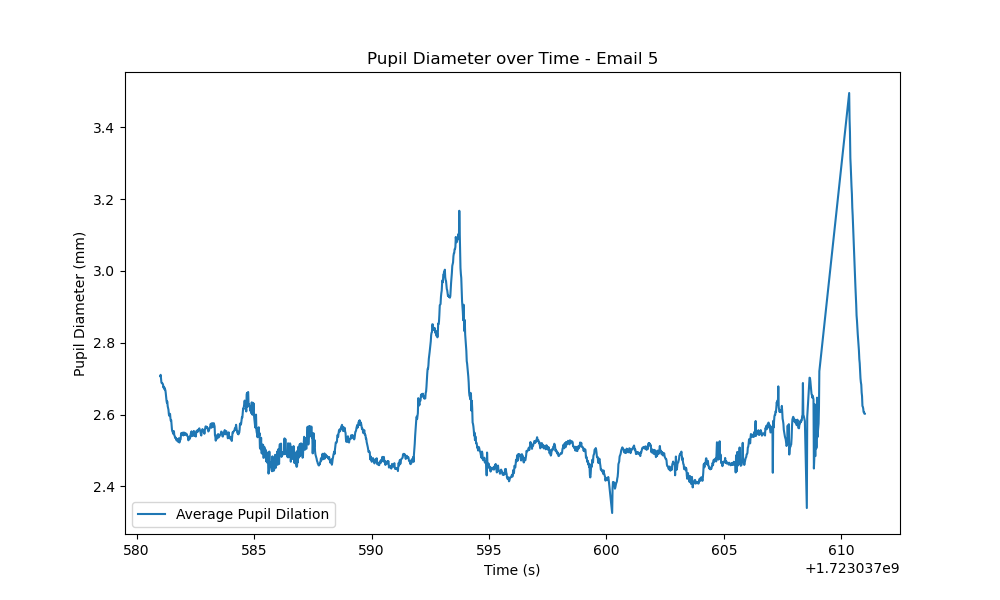 Pupil Diameter over Time - Email 5
Pupil Diameter (mm)
3.4
3.2
3.0
2.8
2.6
2.4
Average Pupil Dilation
580 585 590 595 600 605 610
Time (s)
+1.723037e9